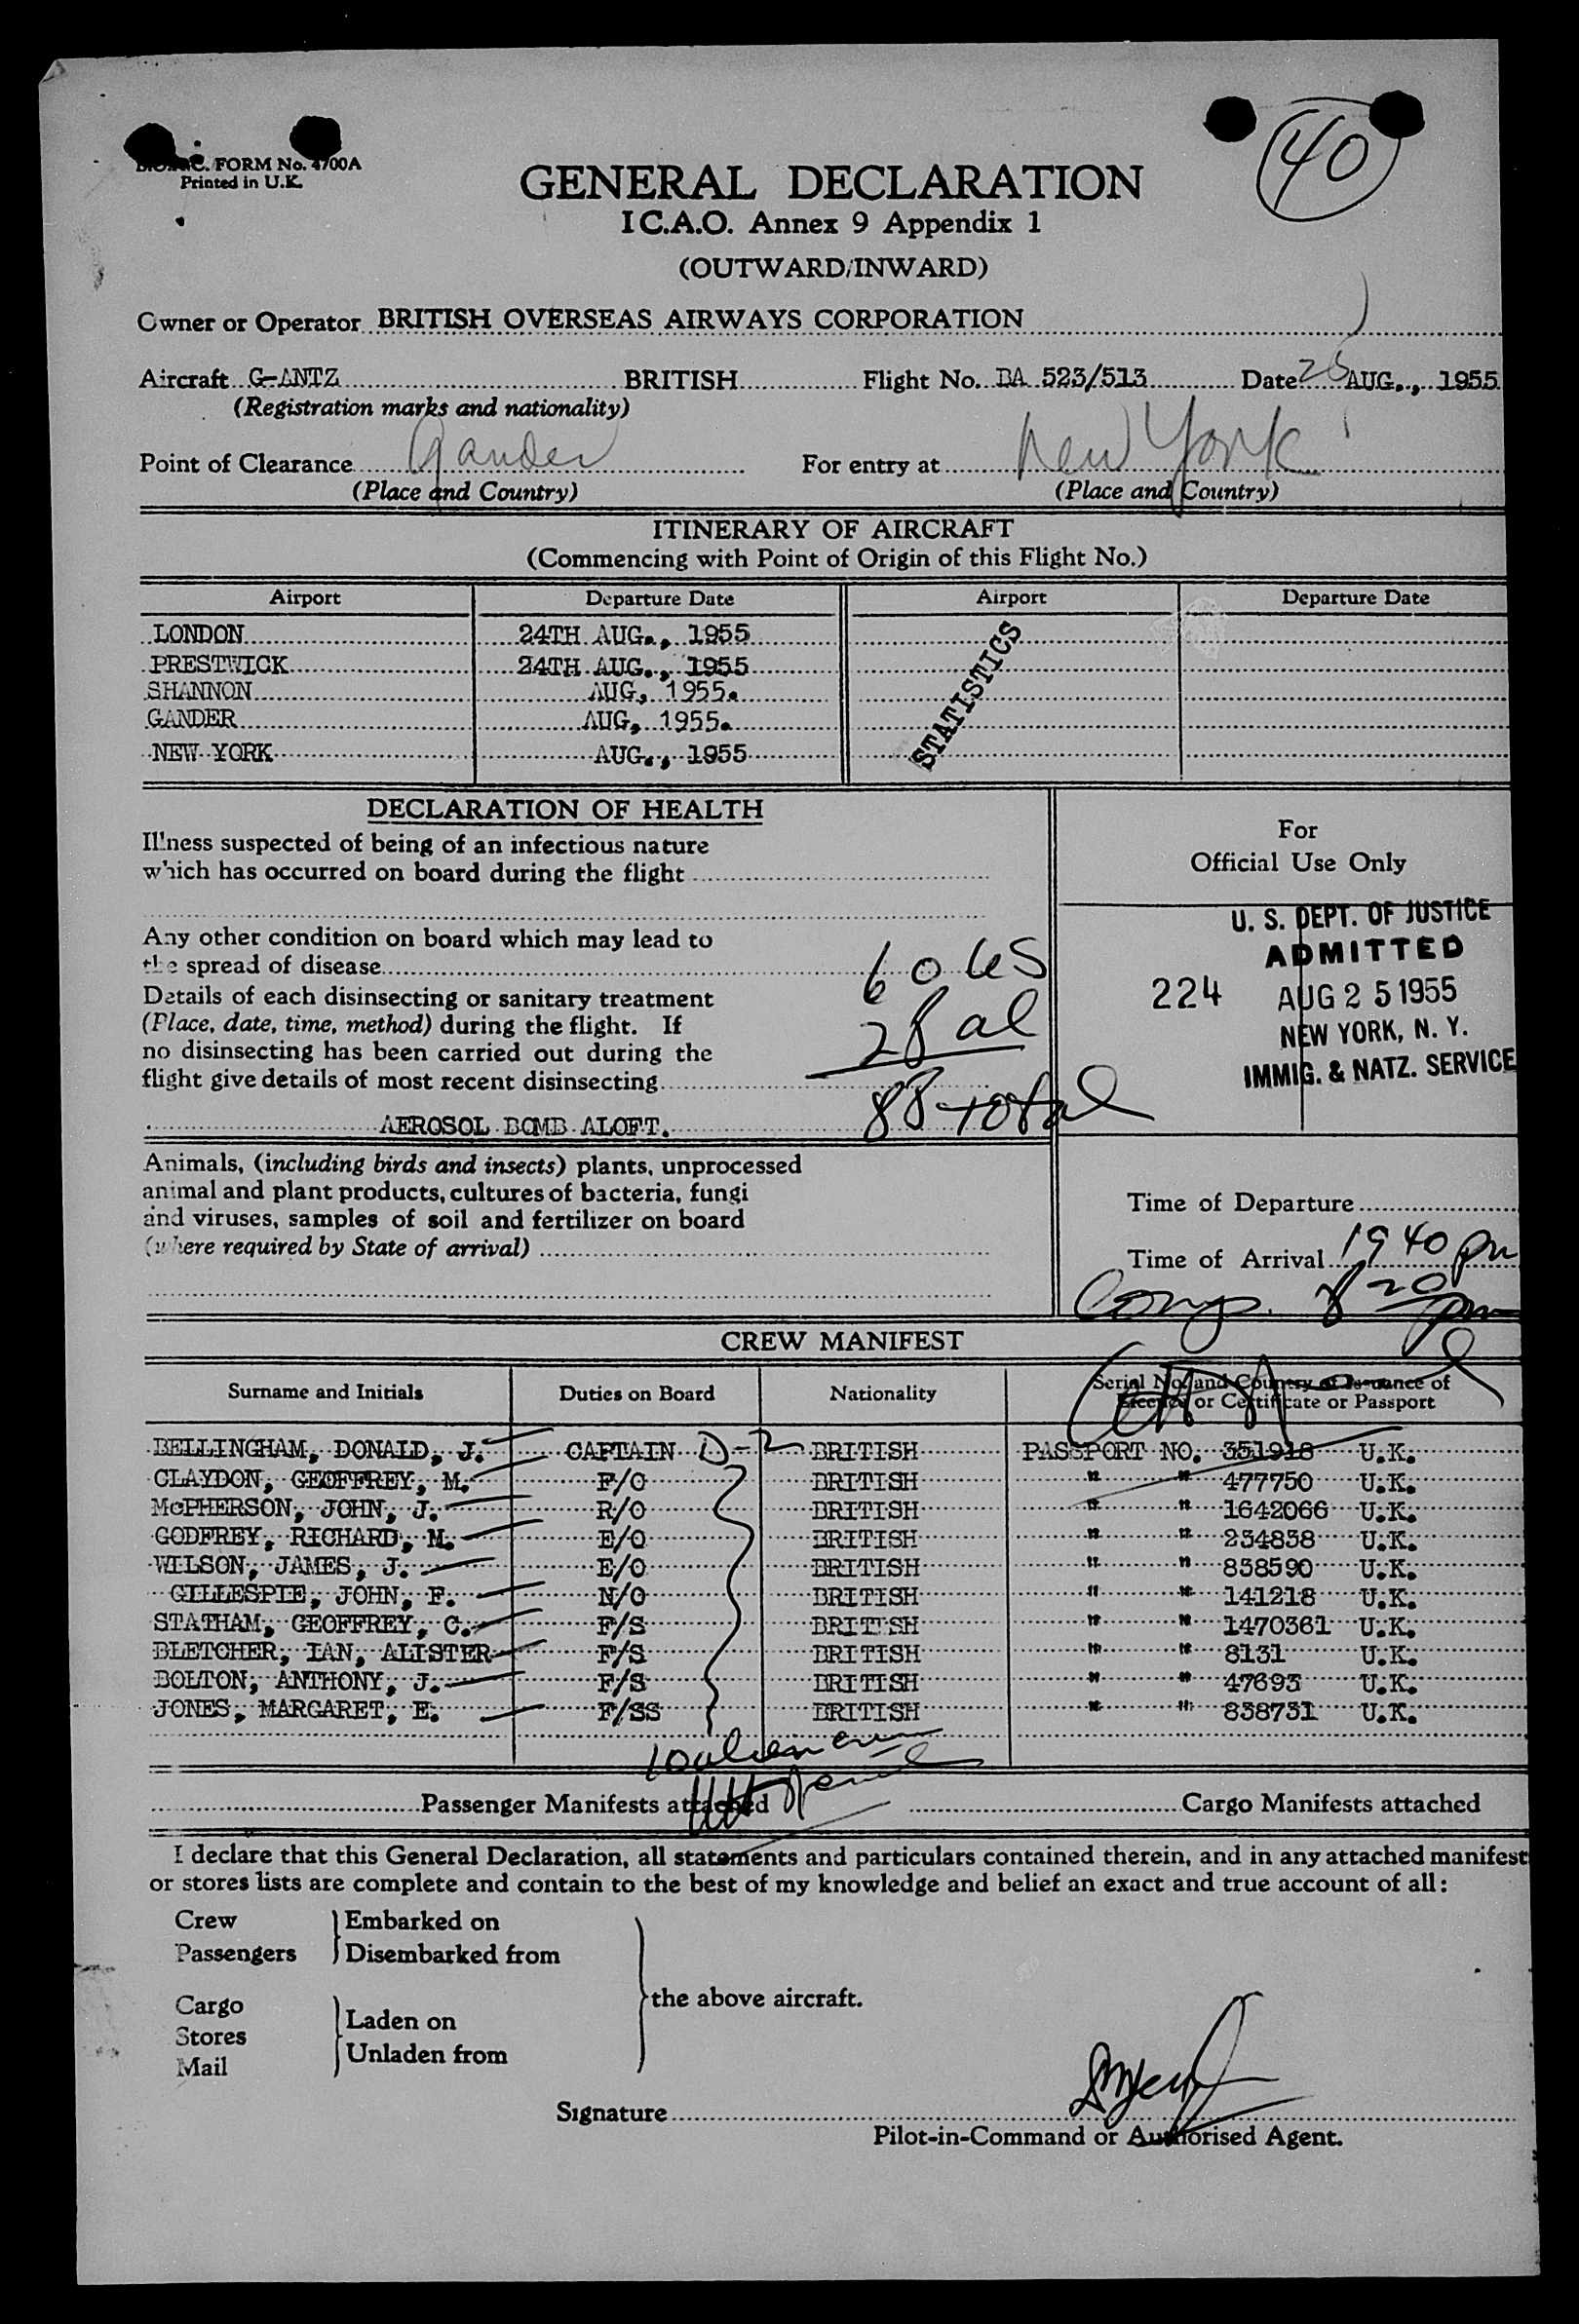 (40)
C. FORM No. 4700A
Printed in U.K.
GENERAL DECLARATION
I C.A.O. Annex 9 Appendix 1
(OUTWARD/INWARD)
Owner or Operator BRITISH OVERSEAS AIRWAYS CORPORATION
Aircraft G-ANTZ BRITISH Flight No. BA 523/513 Date 25 AUG., 1955
(Registration marks and nationality)
Point of Clearance Gander For entry at New York
(Place and Country) (Place and Country)
ITINERARY OF AIRCRAFT
(Commencing with Point of Origin of this Flight No.)
Airport Departure Date Airport Departure Date
LONDON 24TH AUG., 1955
PRESTWICK 24TH AUG., 1955
SHANNON AUG, 1955.
GANDER AUG, 1955.
NEW YORK AUG., 1955
STATISTICS
DECLARATION OF HEALTH
Illness suspected of being of an infectious nature
which has occurred on board during the flight
Any other condition on board which may lead to
the spread of disease
Details of each disinsecting or sanitary treatment
(Place, date, time, method) during the flight. If
no disinsecting has been carried out during the
flight give details of most recent disinsecting
AEROSOL BOMB ALOFT.
60 US
28 al
88 total
For
Official Use Only
U. S. DEPT. OF JUSTICE
ADMITTED
224 AUG 25 1955
NEW YORK, N. Y.
IMMIG. & NATZ. SERVICE
Animals, (including birds and insects) plants, unprocessed
animal and plant products, cultures of bacteria, fungi
and viruses, samples of soil and fertilizer on board
(where required by State of arrival)
Time of Departure
Time of Arrival 1940 pm
Comp. 8 20 pm
CREW MANIFEST
Surname and Initials Duties on Board Nationality Serial No. and Country of Issuance of
Licence or Certificate or Passport
BELLINGHAM, DONALD, J. CAPTAIN D-2 BRITISH PASSPORT NO. 351918 U.K.
CLAYDON, GEOFFREY, M. F/O BRITISH " " 477750 U.K.
McPHERSON, JOHN, J. R/O BRITISH " " 1642066 U.K.
GODFREY, RICHARD, M. E/O BRITISH " " 234838 U.K.
WILSON, JAMES, J. E/O BRITISH " " 838590 U.K.
GILLESPIE, JOHN, F. N/O BRITISH " " 141218 U.K.
STATHAM, GEOFFREY, C. F/S BRITISH " " 1470361 U.K.
BLETCHER, IAN, ALISTER F/S BRITISH " " 8131 U.K.
BOLTON, ANTHONY, J. F/S BRITISH " " 47693 U.K.
JONES, MARGARET, E. F/SS BRITISH " " 838731 U.K.
10 alien crew
Passenger Manifests attached Cargo Manifests attached
I declare that this General Declaration, all statements and particulars contained therein, and in any attached manifest
or stores lists are complete and contain to the best of my knowledge and belief an exact and true account of all:
Crew Embarked on
Passengers Disembarked from
the above aircraft.
Cargo
Stores Laden on
Mail Unladen from
Signature
Pilot-in-Command or Authorised Agent.